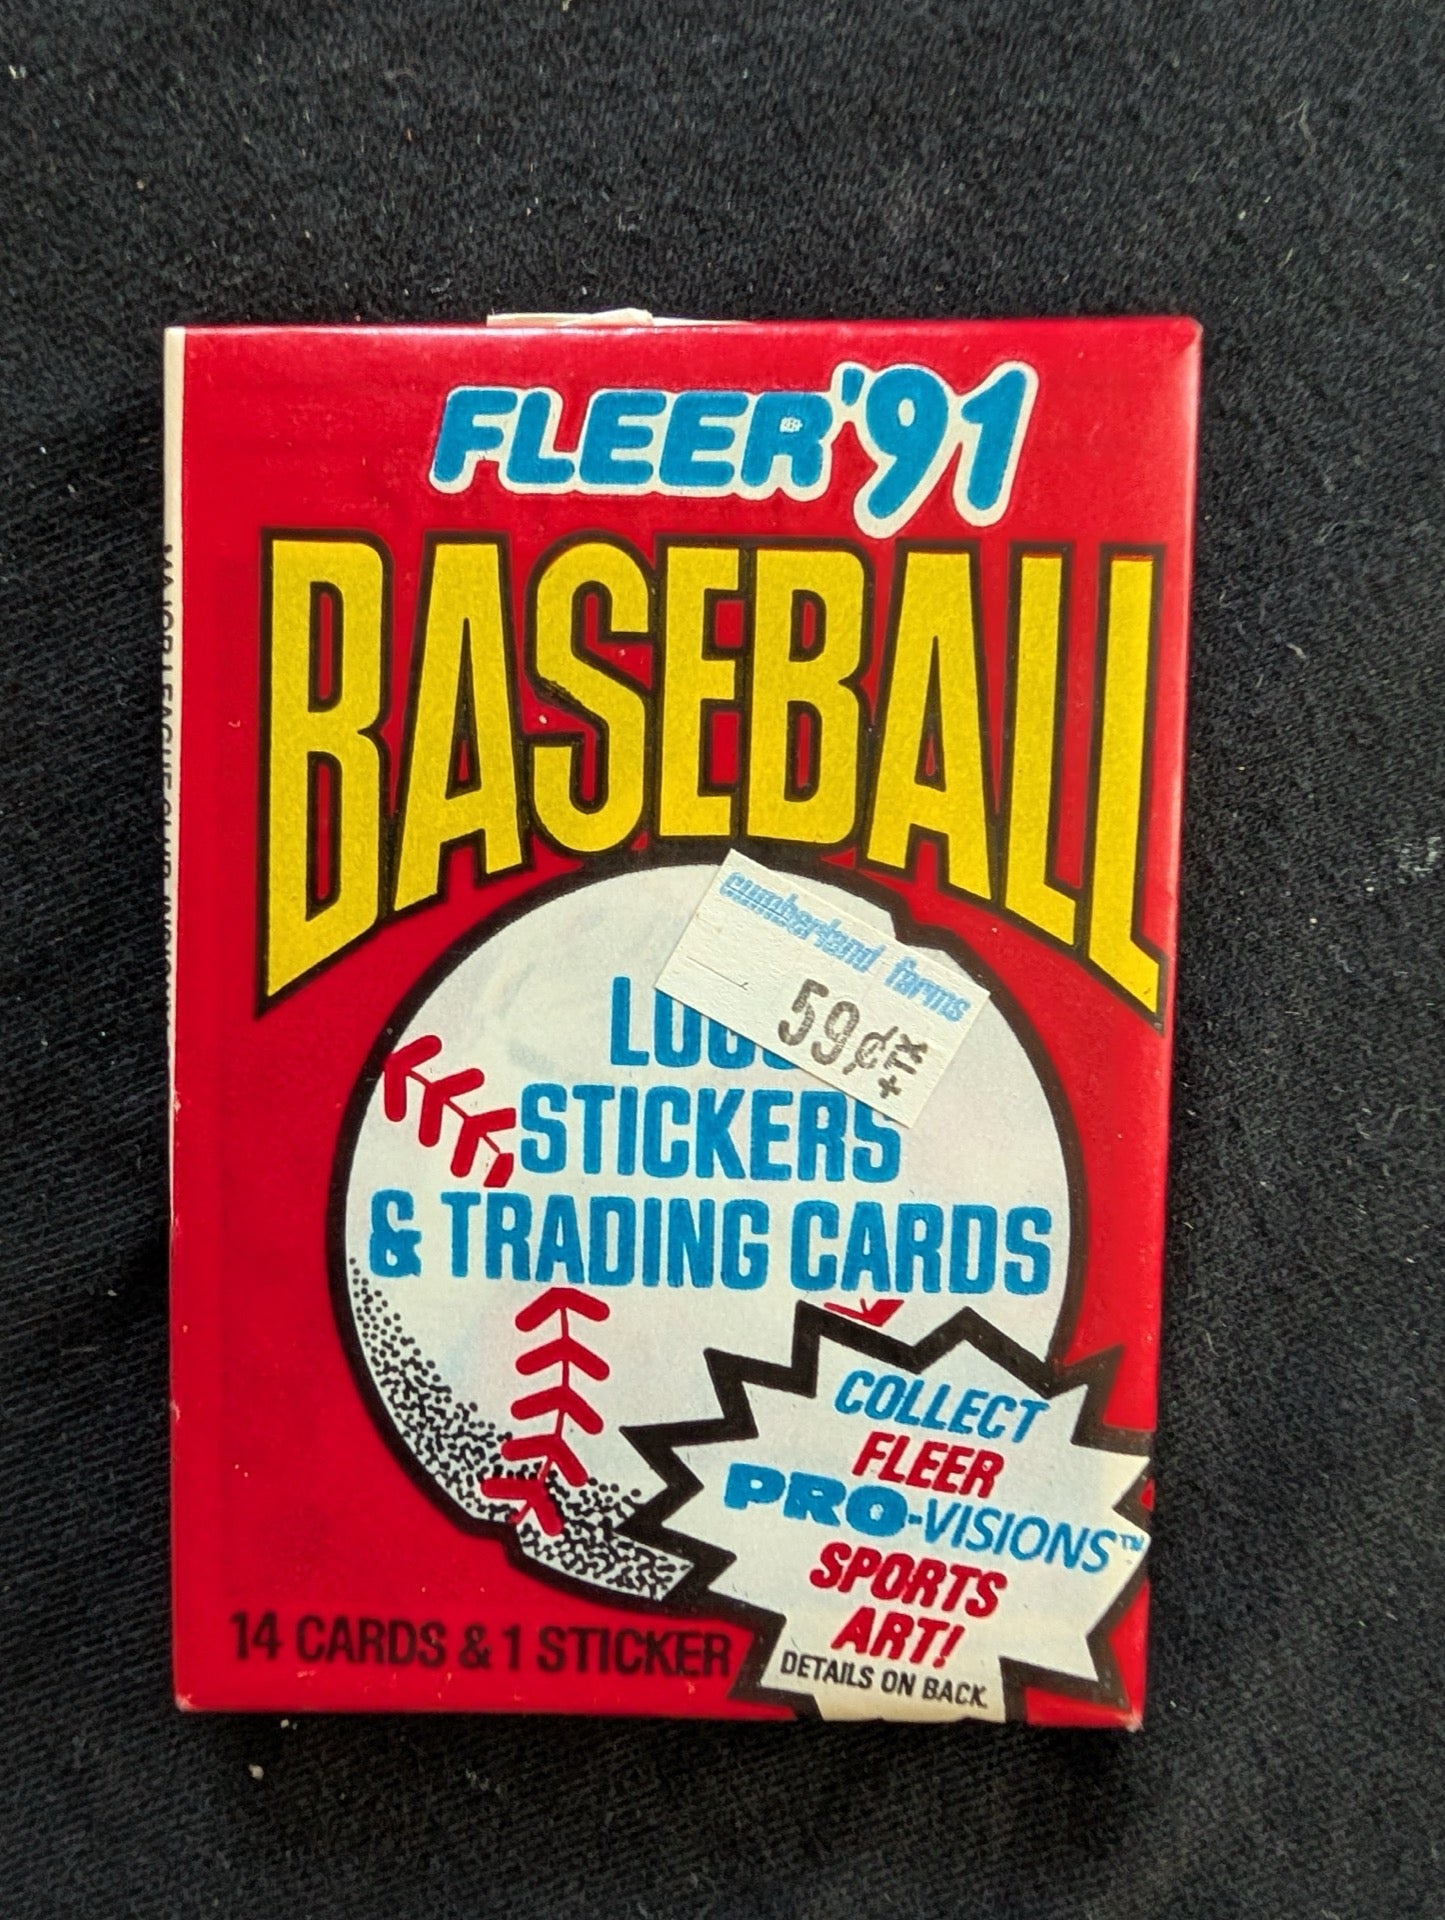 FLEER '91
BASEBALL
cumberland farms
59¢
+TX
STICKERS
& TRADING CARDS
COLLECT
FLEER
PRO-VISIONS™
SPORTS
ART!
DETAILS ON BACK
14 CARDS & 1 STICKER